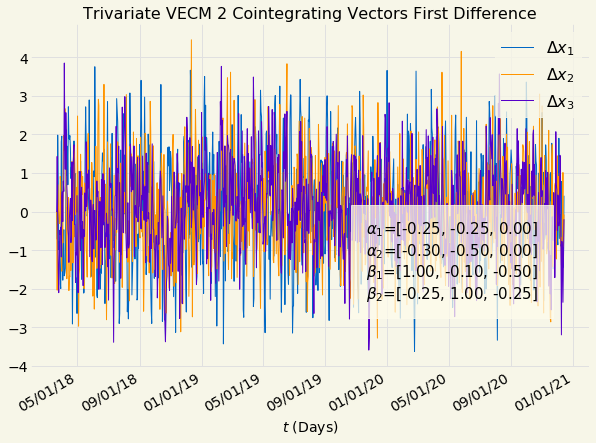 Trivariate VECM 2 Cointegrating Vectors First Difference
Δx₁
Δx₂
Δx₃
4
3
2
1
0
−1
−2
−3
−4
α₁=[-0.25, -0.25, 0.00]
α₂=[-0.30, -0.50, 0.00]
β₁=[1.00, -0.10, -0.50]
β₂=[-0.25, 1.00, -0.25]
05/01/18 09/01/18 01/01/19 05/01/19 09/01/19 01/01/20 05/01/20 09/01/20 01/01/21
t (Days)